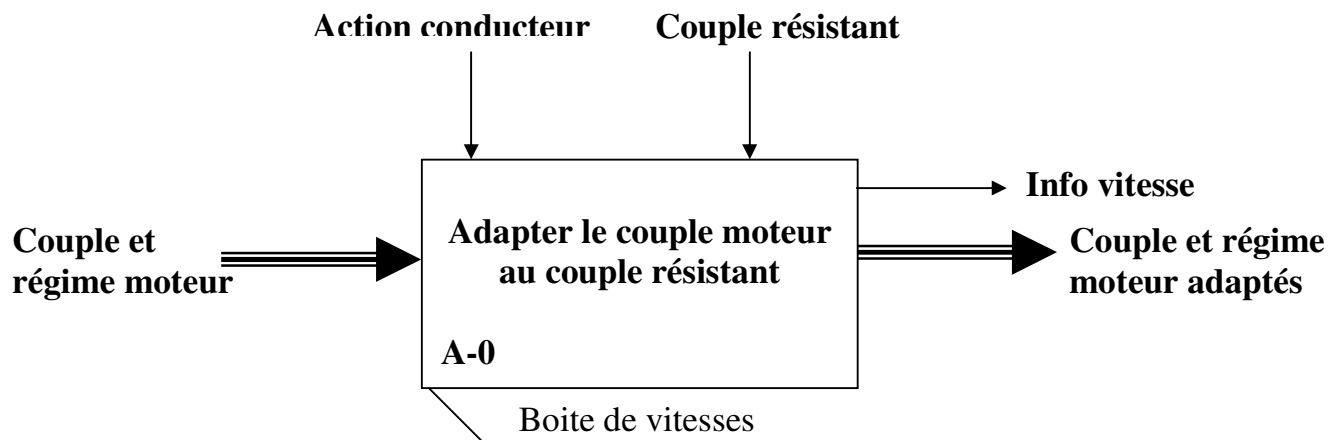 Action conducteur
Couple résistant
Info vitesse
Couple et
régime moteur
Adapter le couple moteur
au couple résistant
Couple et régime
moteur adaptés
A-0
Boite de vitesses